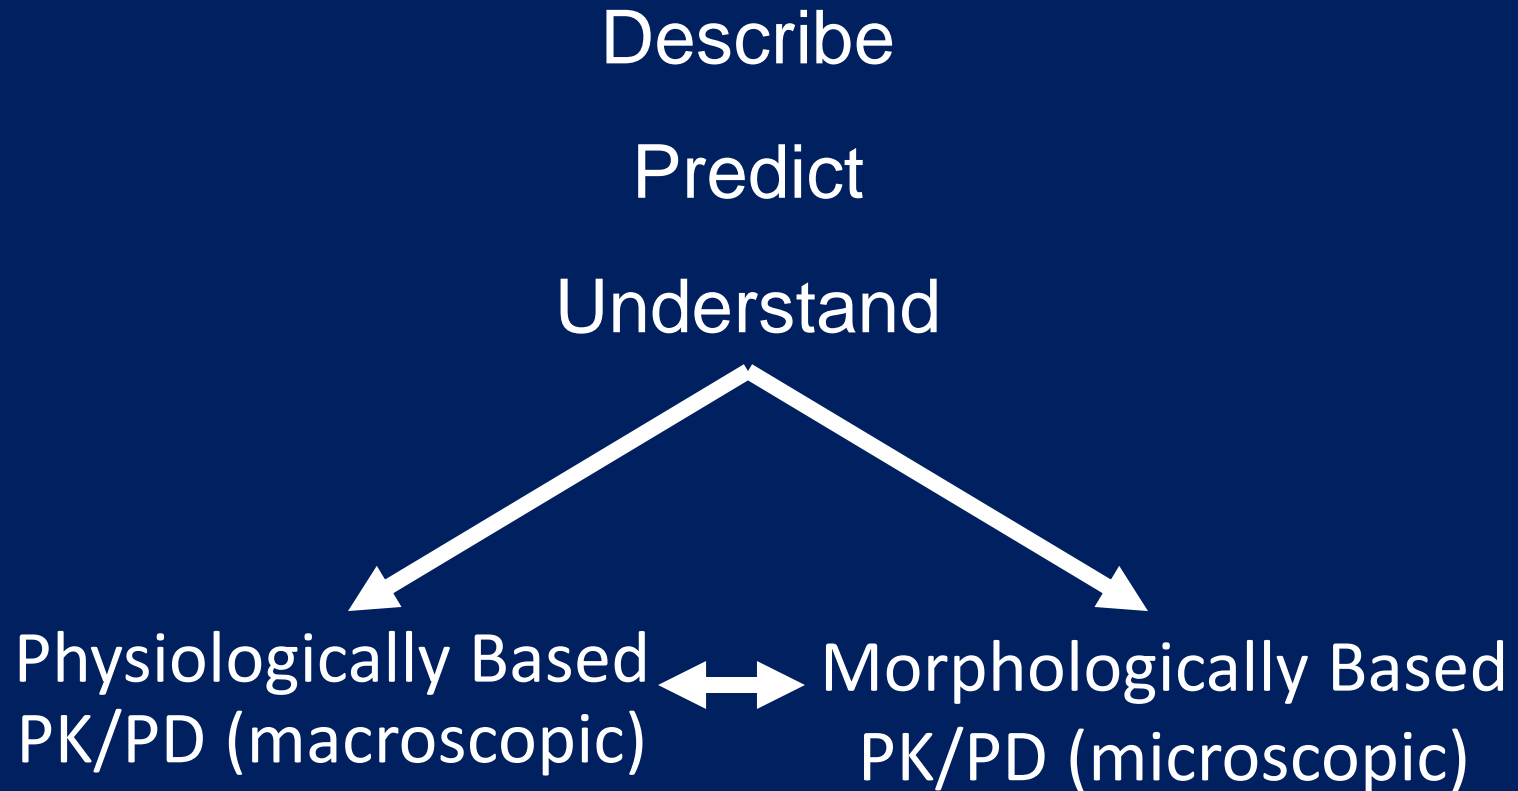 Describe
Predict
Understand
Physiologically Based
PK/PD (macroscopic)
Morphologically Based
PK/PD (microscopic)